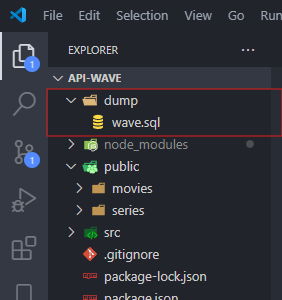 File Edit Selection View Go Run
EXPLORER
API-WAVE
dump
wave.sql
node_modules
public
movies
series
src
.gitignore
package-lock.json
package.json
1
1
1